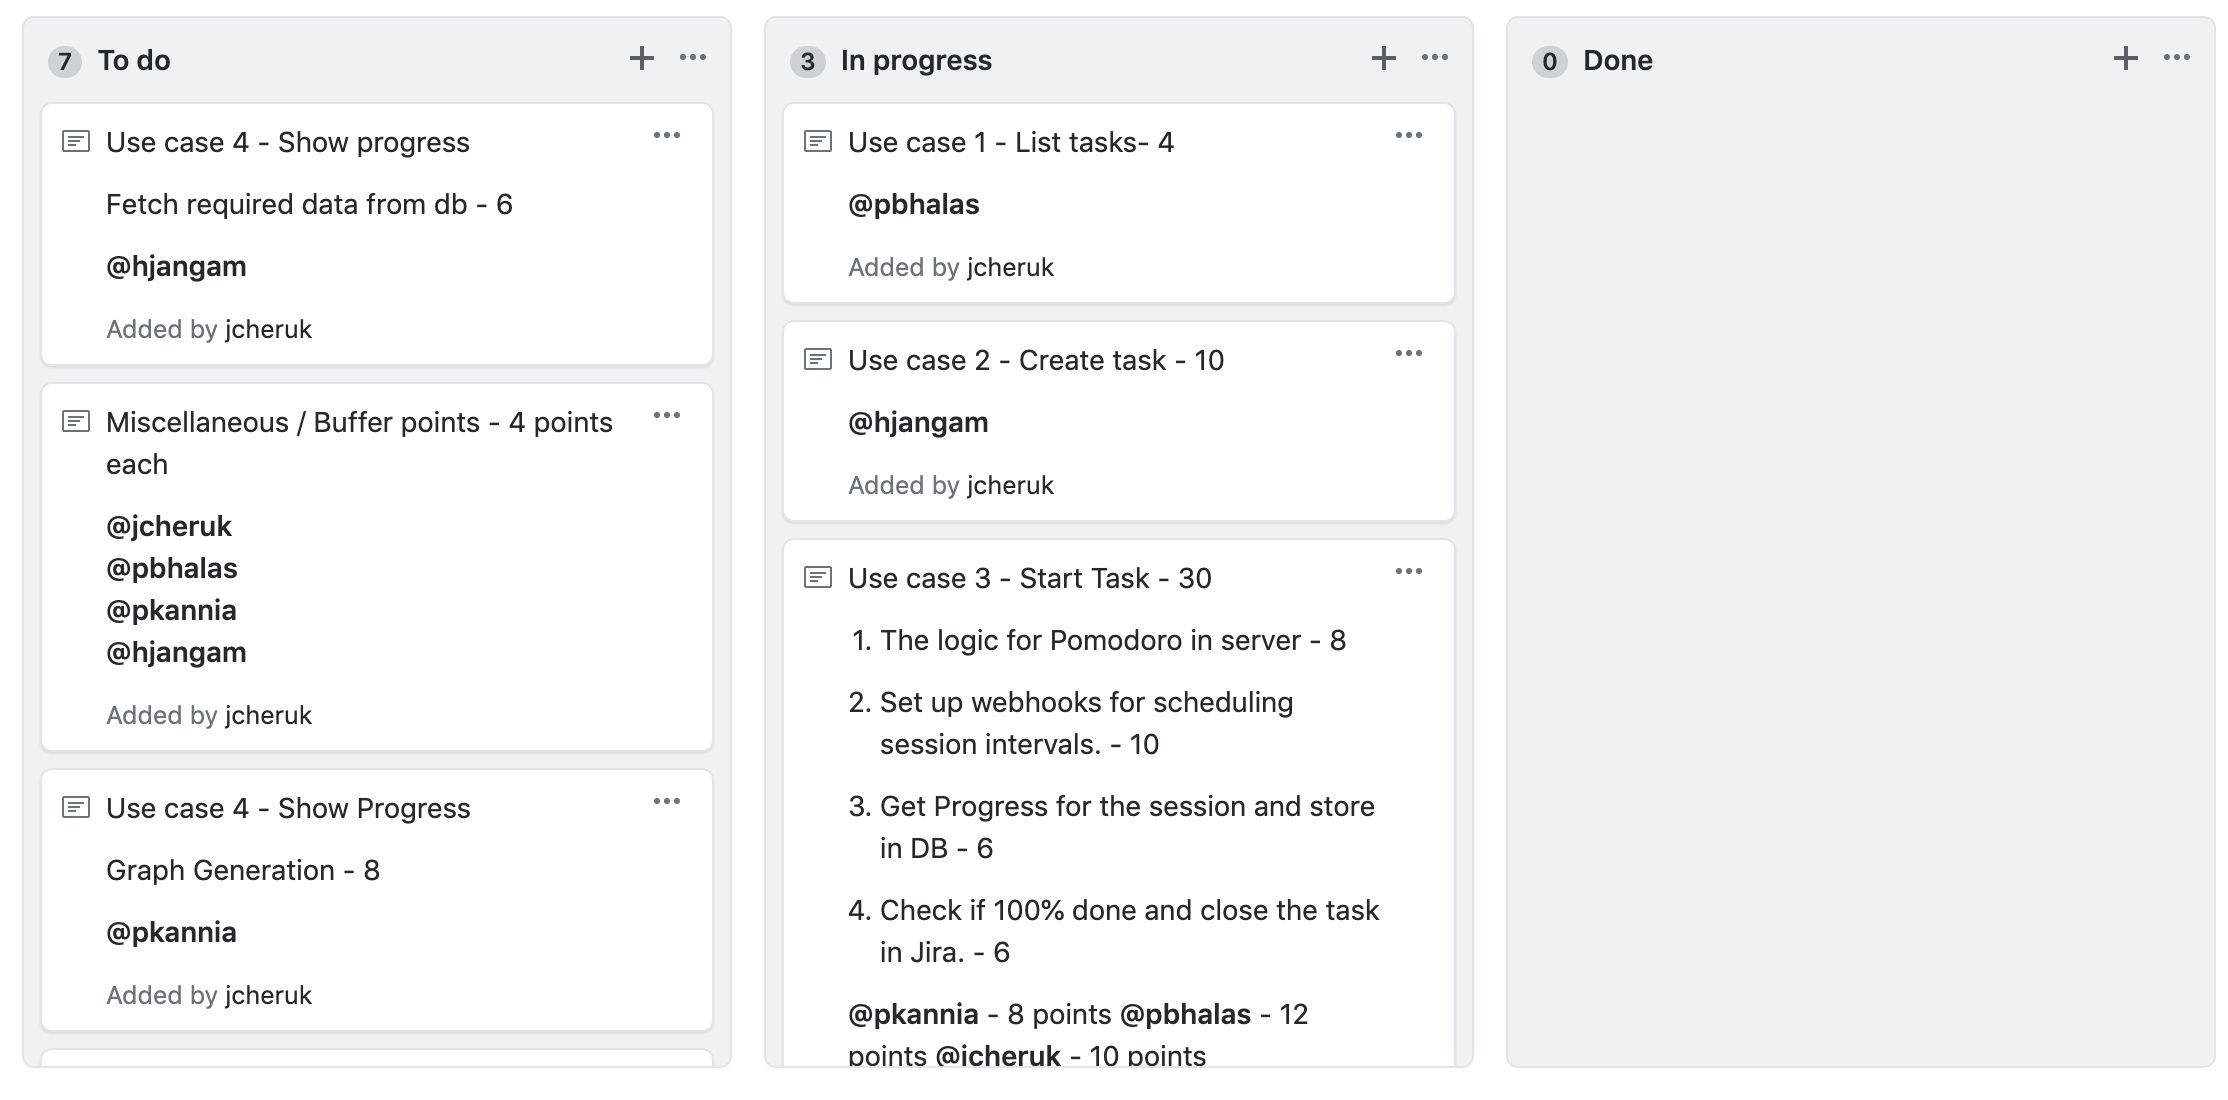 7 To do
Use case 4 - Show progress
Fetch required data from db - 6
@hjangam
Added by jcheruk
Miscellaneous / Buffer points - 4 points
each
@jcheruk
@pbhalas
@pkannia
@hjangam
Added by jcheruk
Use case 4 - Show Progress
Graph Generation - 8
@pkannia
Added by jcheruk
3 In progress
Use case 1 - List tasks- 4
@pbhalas
Added by jcheruk
Use case 2 - Create task - 10
@hjangam
Added by jcheruk
Use case 3 - Start Task - 30
1. The logic for Pomodoro in server - 8
2. Set up webhooks for scheduling
session intervals. - 10
3. Get Progress for the session and store
in DB - 6
4. Check if 100% done and close the task
in Jira. - 6
@pkannia - 8 points @pbhalas - 12
points @jcheruk - 10 points
0 Done